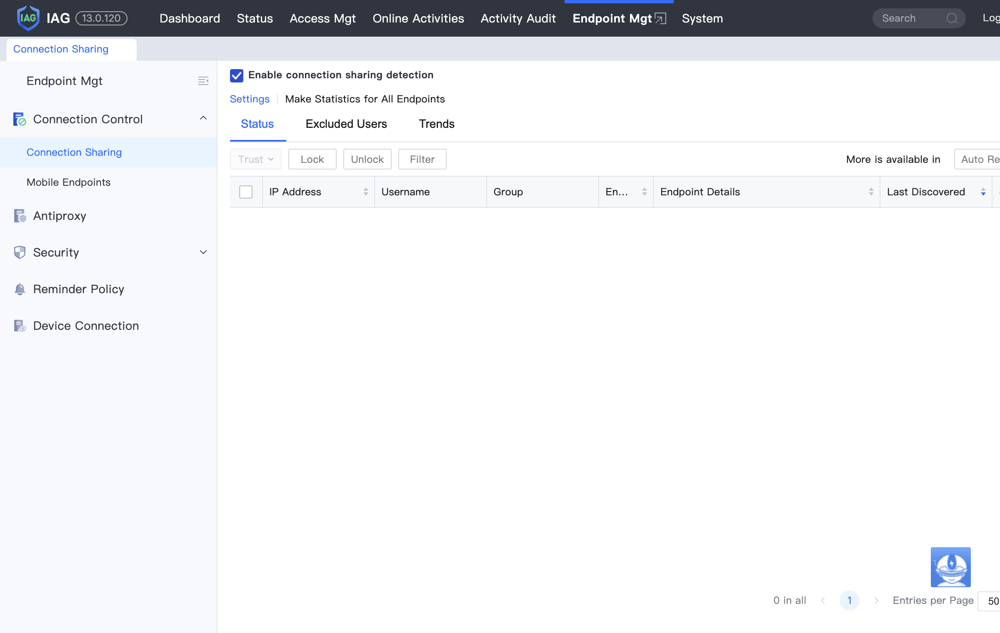 IAG IAG 13.0.120 Dashboard Status Access Mgt Online Activities Activity Audit Endpoint Mgt System Search
Connection Sharing
Endpoint Mgt
Connection Control
Connection Sharing
Mobile Endpoints
Antiproxy
Security
Reminder Policy
Device Connection
Enable connection sharing detection
Settings Make Statistics for All Endpoints
Status Excluded Users Trends
Trust Lock Unlock Filter More is available in Auto Re
IP Address Username Group En... Endpoint Details Last Discovered
0 in all 1 Entries per Page 50